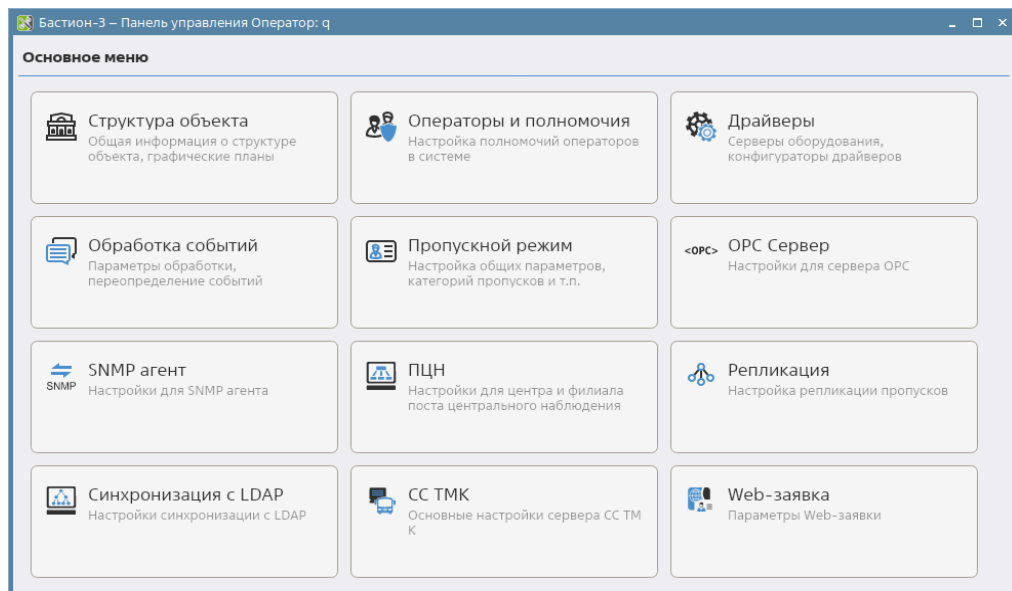 Бастион-3 – Панель управления Оператор: q
Основное меню
Структура объекта
Общая информация о структуре
объекта, графические планы
Операторы и полномочия
Настройка полномочий операторов
в системе
Драйверы
Серверы оборудования,
конфигураторы драйверов
Обработка событий
Параметры обработки,
переопределение событий
Пропускной режим
Настройка общих параметров,
категорий пропусков и т.п.
<OPC>
OPC Сервер
Настройки для сервера OPC
SNMP
SNMP агент
Настройки для SNMP агента
ПЦН
Настройки для центра и филиала
поста центрального наблюдения
Репликация
Настройка репликации пропусков
Синхронизация с LDAP
Настройки синхронизации с LDAP
СС ТМК
Основные настройки сервера СС ТМ
К
Web-заявка
Параметры Web-заявки